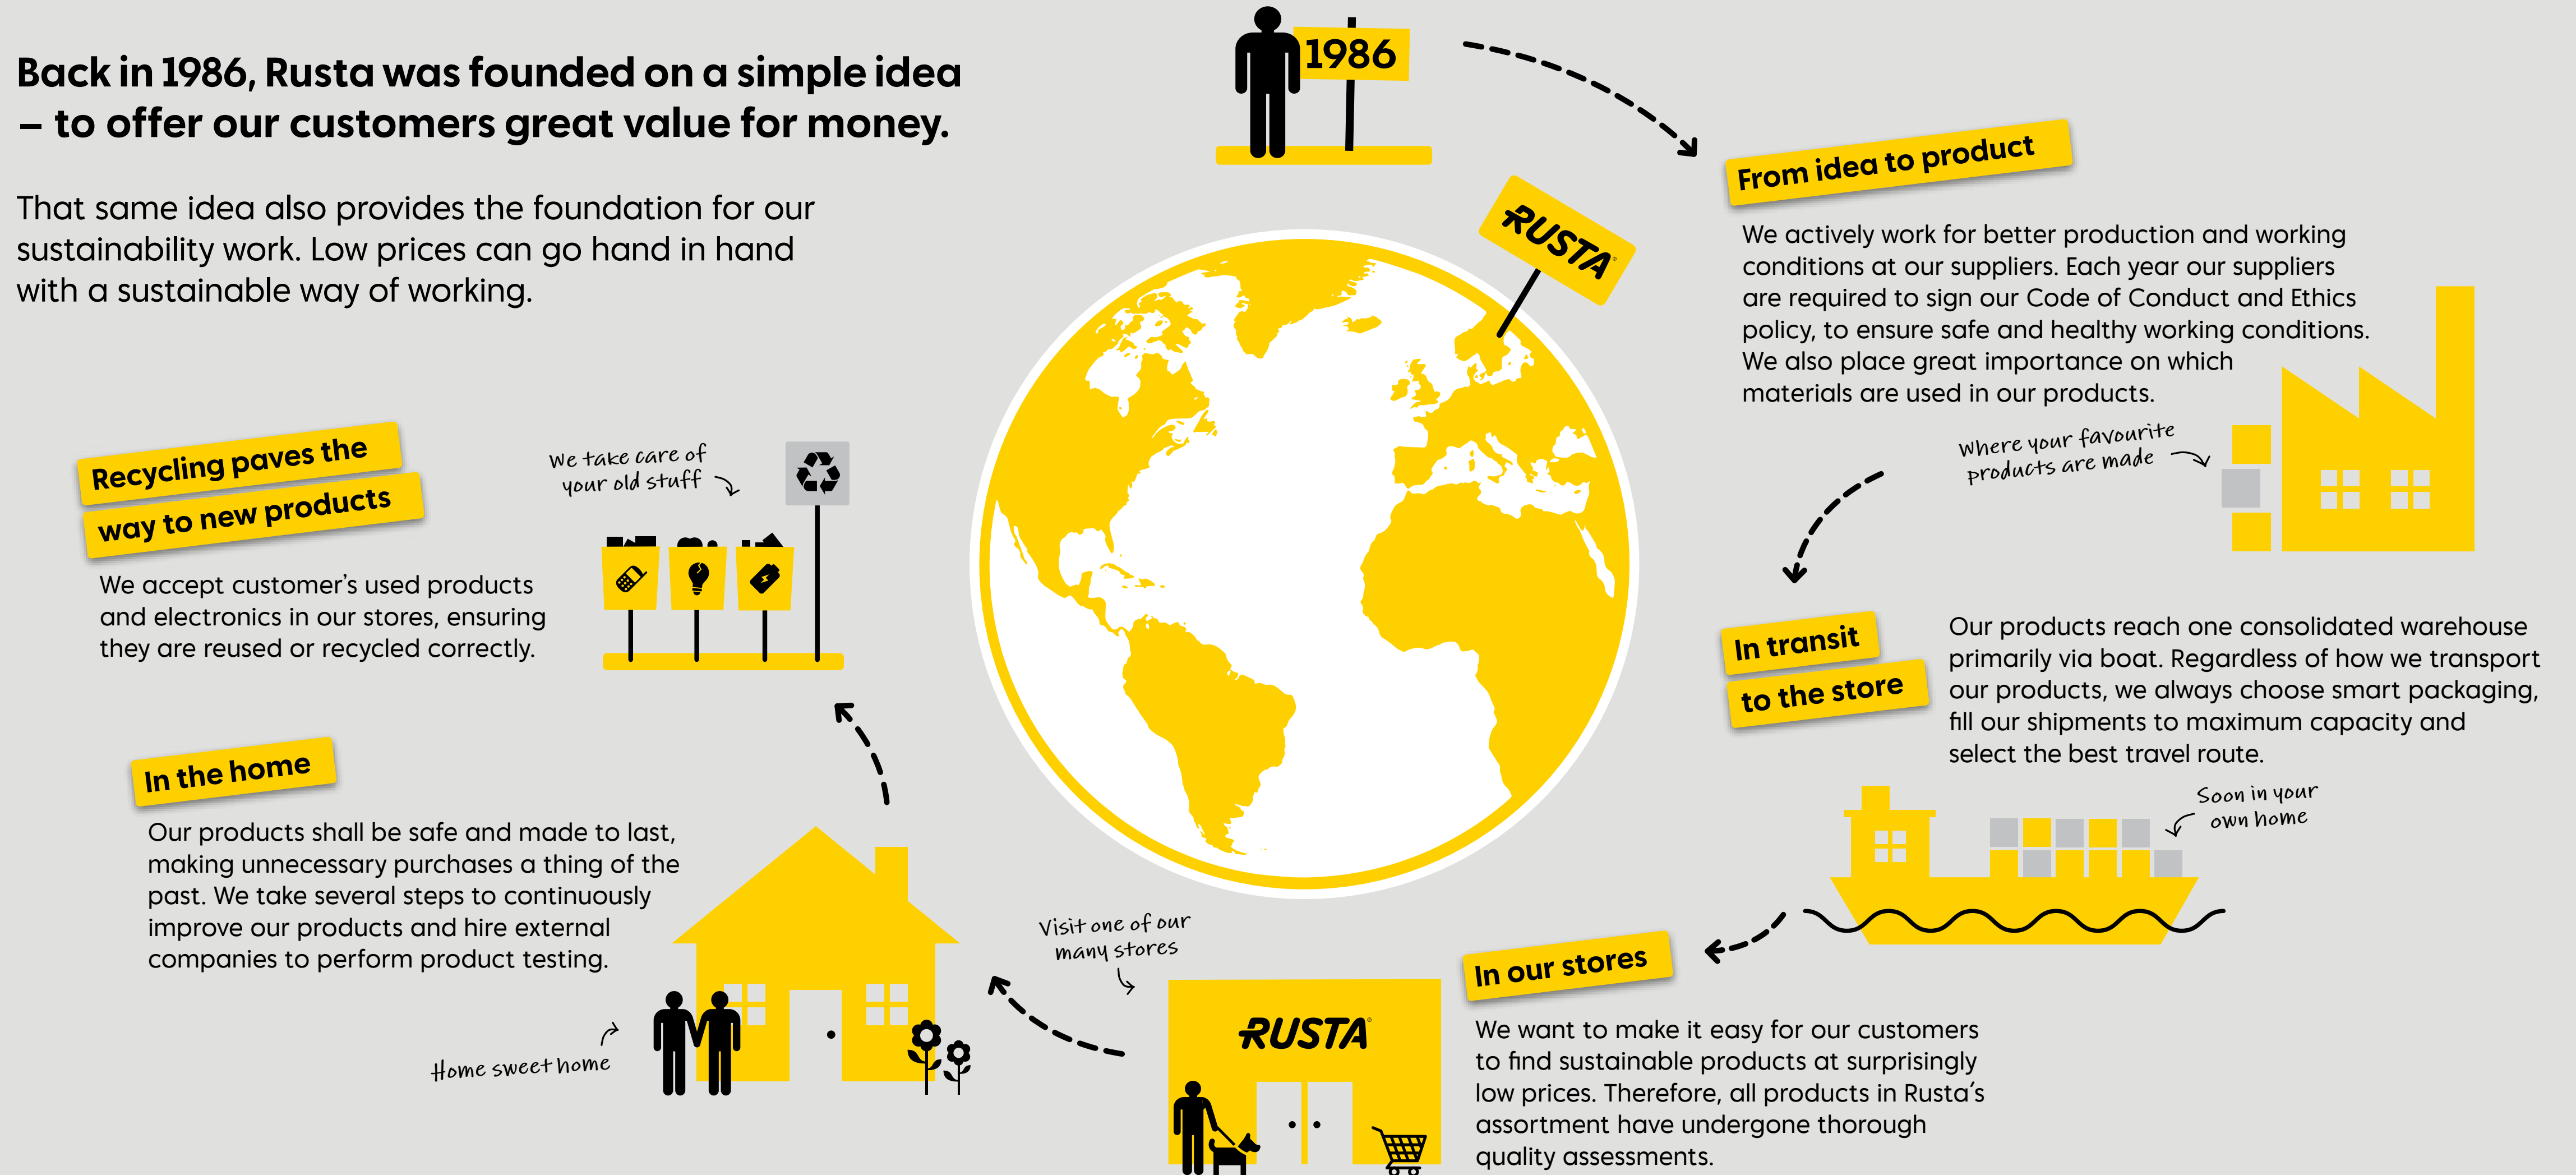 Back in 1986, Rusta was founded on a simple idea
– to offer our customers great value for money.
That same idea also provides the foundation for our
sustainability work. Low prices can go hand in hand
with a sustainable way of working.
1986
RUSTA
From idea to product
We actively work for better production and working
conditions at our suppliers. Each year our suppliers
are required to sign our Code of Conduct and Ethics
policy, to ensure safe and healthy working conditions.
We also place great importance on which
materials are used in our products.
Where your favourite
products are made
In transit
to the store
Our products reach one consolidated warehouse
primarily via boat. Regardless of how we transport
our products, we always choose smart packaging,
fill our shipments to maximum capacity and
select the best travel route.
Soon in your
own home
In our stores
We want to make it easy for our customers
to find sustainable products at surprisingly
low prices. Therefore, all products in Rusta's
assortment have undergone thorough
quality assessments.
Visit one of our
many stores
RUSTA
In the home
Our products shall be safe and made to last,
making unnecessary purchases a thing of the
past. We take several steps to continuously
improve our products and hire external
companies to perform product testing.
Home sweet home
Recycling paves the
way to new products
We accept customer's used products
and electronics in our stores, ensuring
they are reused or recycled correctly.
We take care of
your old stuff